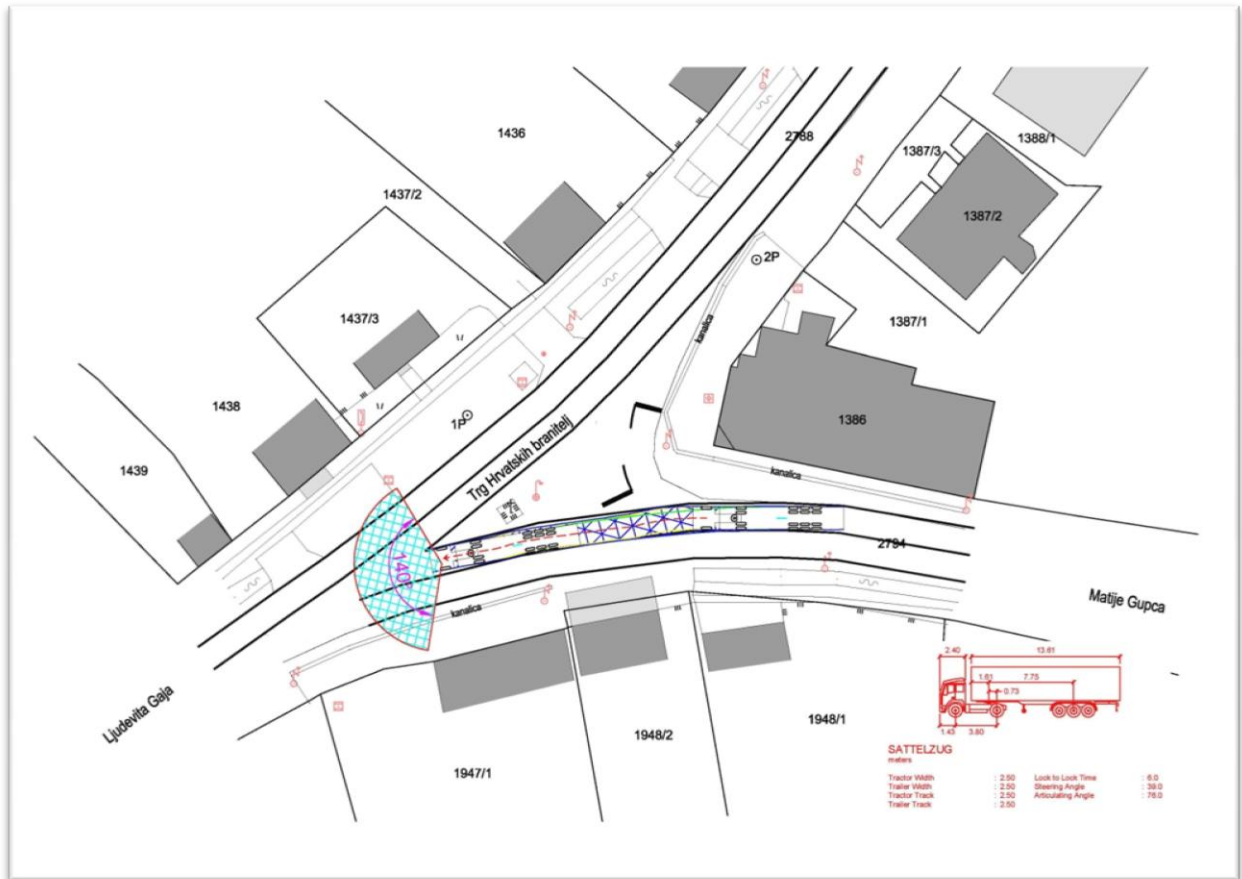 1436
2788
1387/3
1388/1
1437/2
1387/2
2P
1437/3
kanalica
1387/1
1438
1P
Trg Hrvatskih branitelj
1386
1439
kanalica
140°
2794
kanalica
Matije Gupca
Ljudevita Gaja
1947/1
1948/2
1948/1
2.40
13.61
1.61
7.75
0.73
1.43
3.80
SATTELZUG
meters
Tractor Width : 2.50 Lock to Lock Time : 6.0
Trailer Width : 2.50 Steering Angle : 39.0
Tractor Track : 2.50 Articulating Angle : 76.0
Trailer Track : 2.50